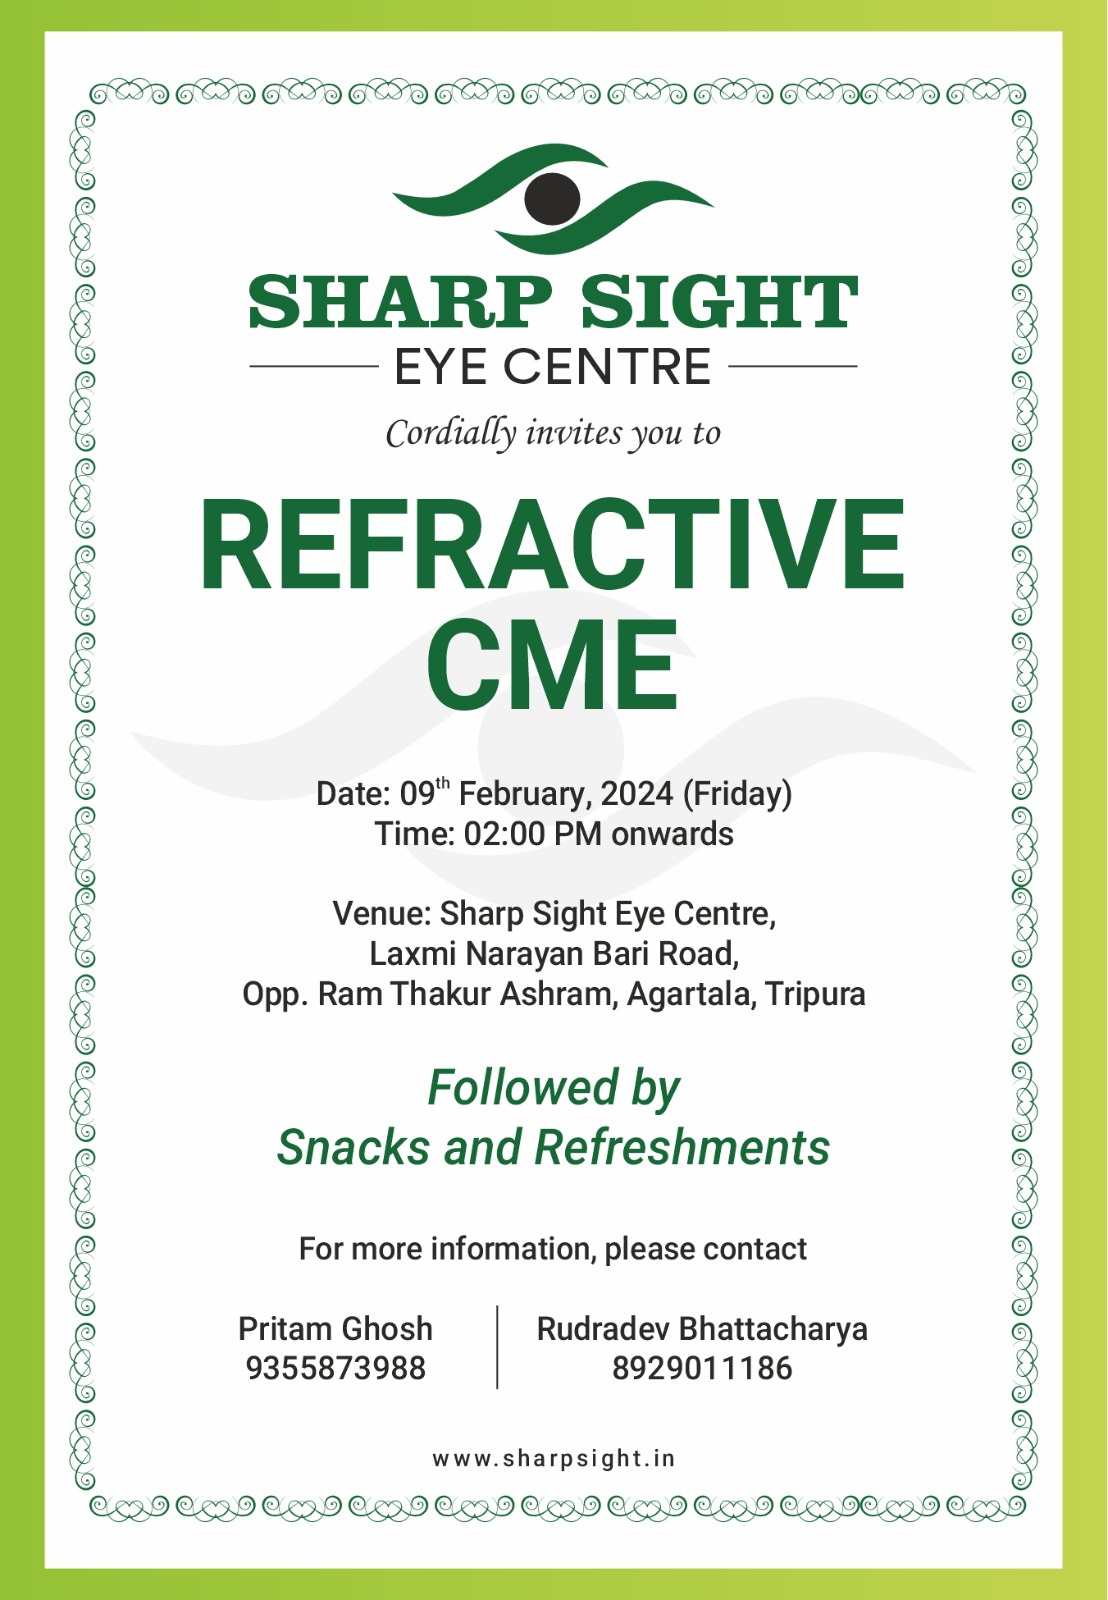 SHARP SIGHT
EYE CENTRE
Cordially invites you to
REFRACTIVE
CME
Date: 09th February, 2024 (Friday)
Time: 02:00 PM onwards
Venue: Sharp Sight Eye Centre,
Laxmi Narayan Bari Road,
Opp. Ram Thakur Ashram, Agartala, Tripura
Followed by
Snacks and Refreshments
For more information, please contact
Pritam Ghosh
9355873988
Rudradev Bhattacharya
8929011186
www.sharpsight.in